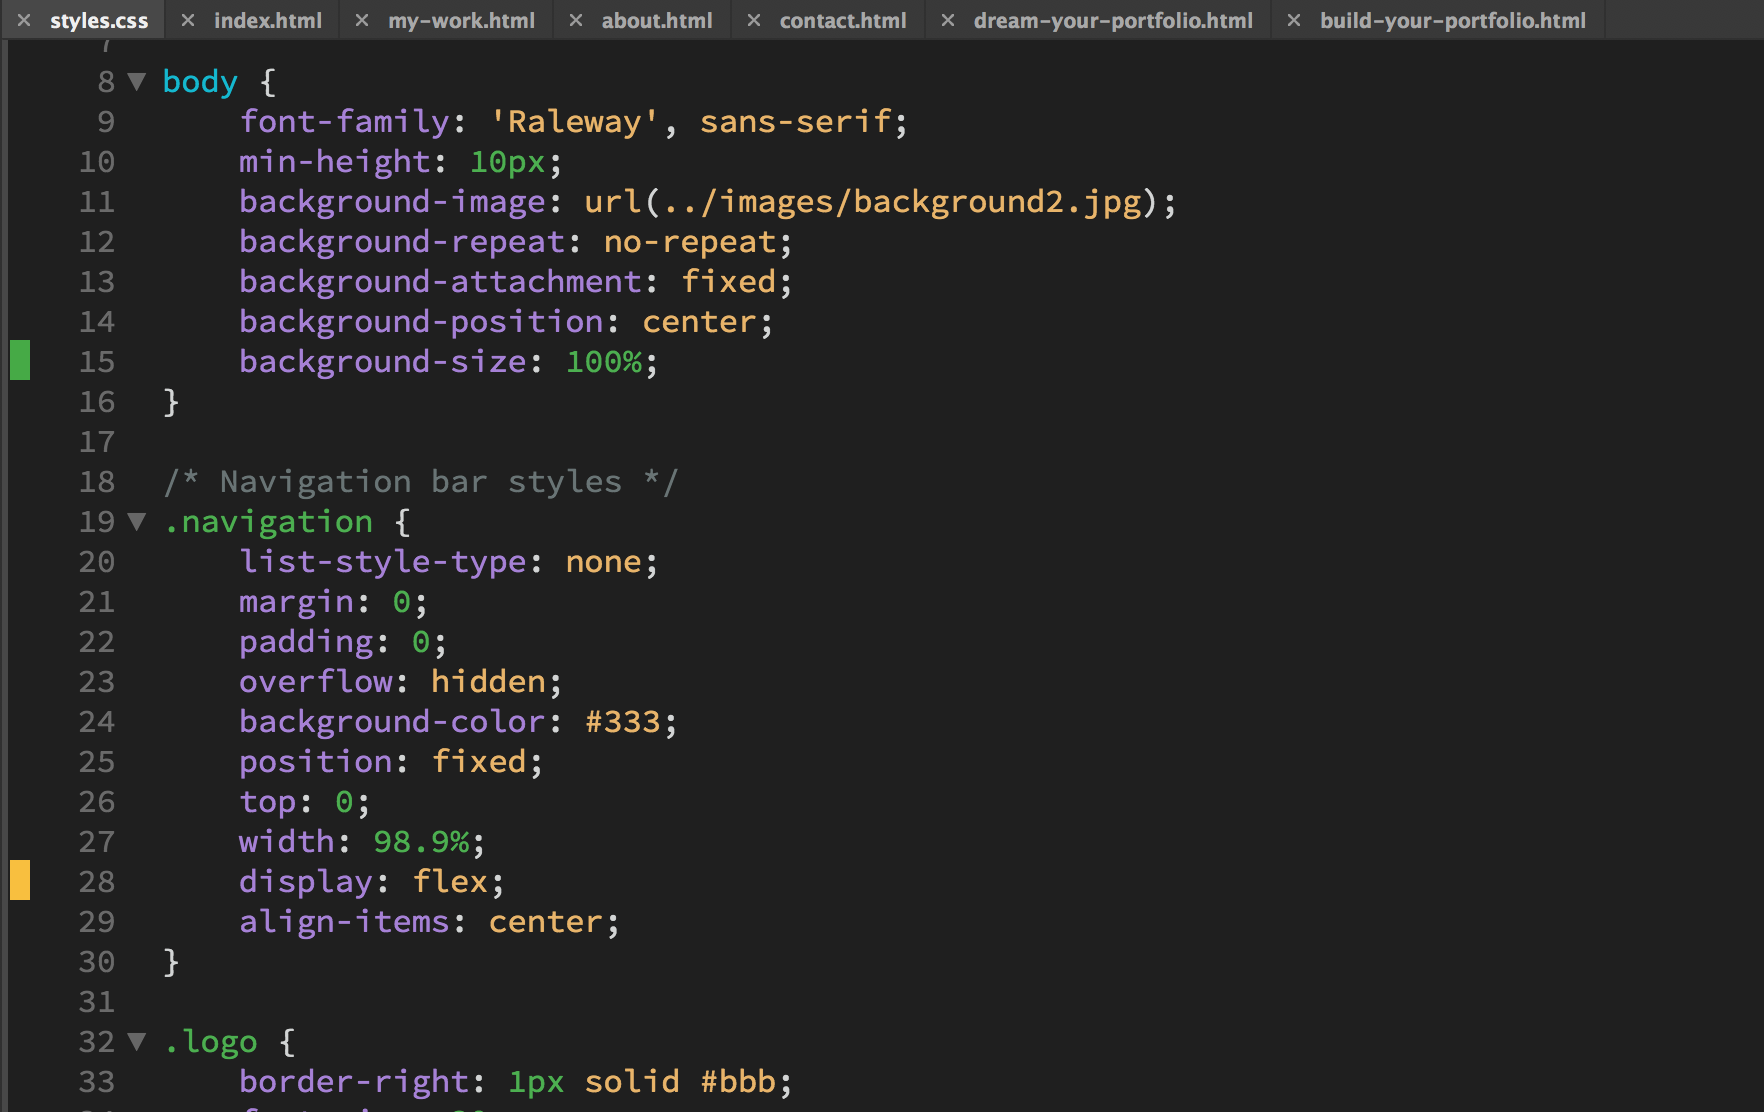 styles.css × index.html × my-work.html × about.html × contact.html × dream-your-portfolio.html × build-your-portfolio.html
7
8 body {
9 font-family: 'Raleway', sans-serif;
10 min-height: 10px;
11 background-image: url(../images/background2.jpg);
12 background-repeat: no-repeat;
13 background-attachment: fixed;
14 background-position: center;
15 background-size: 100%;
16 }
17
18 /* Navigation bar styles */
19 .navigation {
20 list-style-type: none;
21 margin: 0;
22 padding: 0;
23 overflow: hidden;
24 background-color: #333;
25 position: fixed;
26 top: 0;
27 width: 98.9%;
28 display: flex;
29 align-items: center;
30 }
31
32 .logo {
33 border-right: 1px solid #bbb;